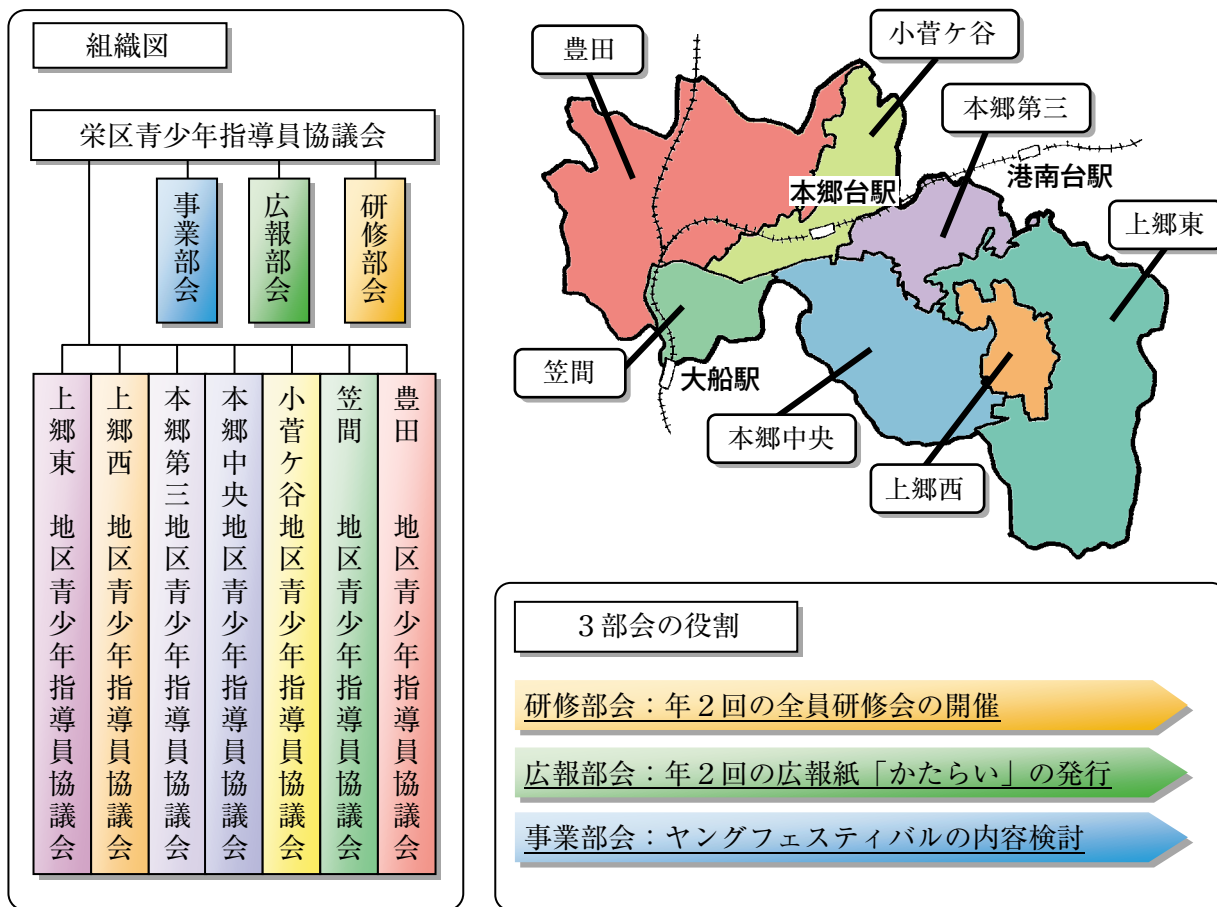 組織図
栄区青少年指導員協議会
事業部会
広報部会
研修部会
上郷東 地区青少年指導員協議会
上郷西 地区青少年指導員協議会
本郷第三地区青少年指導員協議会
本郷中央地区青少年指導員協議会
小菅ケ谷地区青少年指導員協議会
笠間 地区青少年指導員協議会
豊田 地区青少年指導員協議会
豊田
小菅ケ谷
本郷第三
本郷台駅
港南台駅
上郷東
笠間
大船駅
本郷中央
上郷西
3部会の役割
研修部会：年2回の全員研修会の開催
広報部会：年2回の広報紙「かたらい」の発行
事業部会：ヤングフェスティバルの内容検討